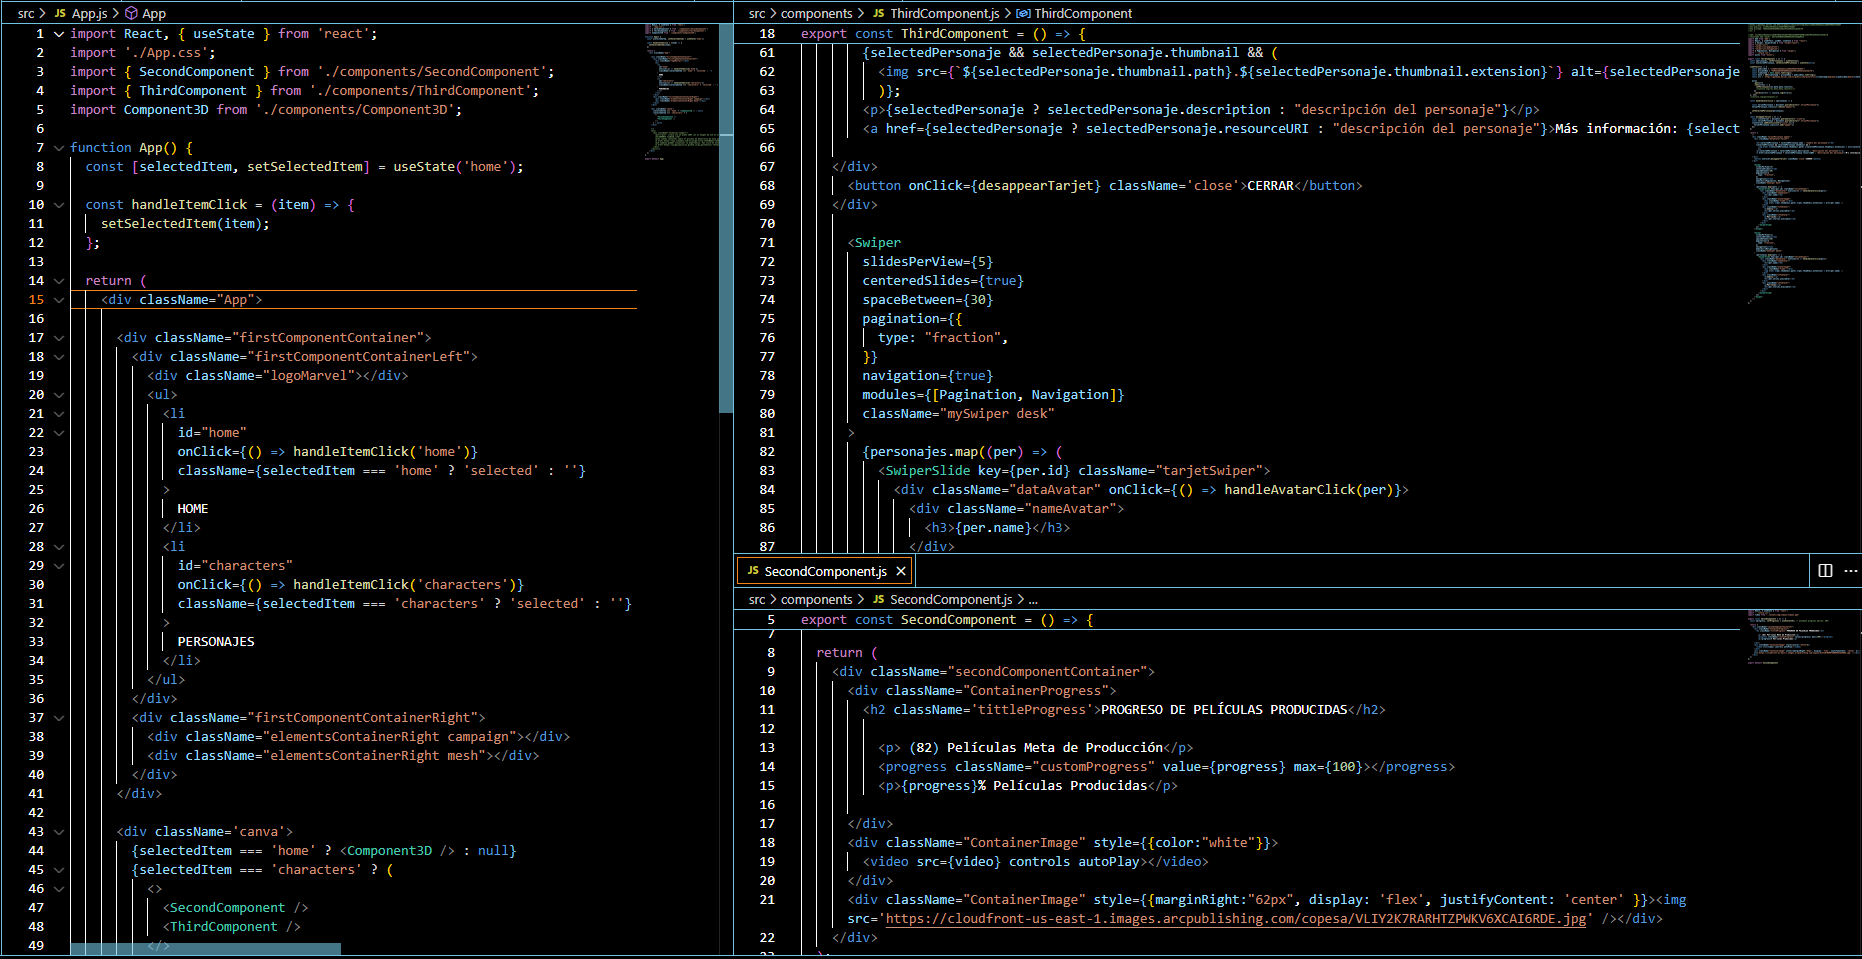 src > JS App.js > App
1 import React, { useState } from 'react';
2 import './App.css';
3 import { SecondComponent } from './components/SecondComponent';
4 import { ThirdComponent } from './components/ThirdComponent';
5 import Component3D from './components/Component3D';
6
7 function App() {
8 const [selectedItem, setSelectedItem] = useState('home');
9
10 const handleItemClick = (item) => {
11 setSelectedItem(item);
12 };
13
14 return (
15 <div className="App">
16
17 <div className="firstComponentContainer">
18 <div className="firstComponentContainerLeft">
19 <div className="logoMarvel"></div>
20 <ul>
21 <li
22 id="home"
23 onClick={() => handleItemClick('home')}
24 className={selectedItem === 'home' ? 'selected' : ''}
25 >
26 HOME
27 </li>
28 <li
29 id="characters"
30 onClick={() => handleItemClick('characters')}
31 className={selectedItem === 'characters' ? 'selected' : ''}
32 >
33 PERSONAJES
34 </li>
35 </ul>
36 </div>
37 <div className="firstComponentContainerRight">
38 <div className="elementsContainerRight campaign"></div>
39 <div className="elementsContainerRight mesh"></div>
40 </div>
41 </div>
42
43 <div className='canva'>
44 {selectedItem === 'home' ? <Component3D /> : null}
45 {selectedItem === 'characters' ? (
46 <>
47 <SecondComponent />
48 <ThirdComponent />
49 </>
src > components > JS ThirdComponent.js > ThirdComponent
18 export const ThirdComponent = () => {
61 {selectedPersonaje && selectedPersonaje.thumbnail && (
62 <img src={`${selectedPersonaje.thumbnail.path}.${selectedPersonaje.thumbnail.extension}`} alt={selectedPersonaje
63 )};
64 <p>{selectedPersonaje ? selectedPersonaje.description : "descripción del personaje"}</p>
65 <a href={selectedPersonaje ? selectedPersonaje.resourceURI : "descripción del personaje"}>Más información: {select
66
67 </div>
68 <button onClick={desappearTarjet} className='close'>CERRAR</button>
69 </div>
70
71 <Swiper
72 slidesPerView={5}
73 centeredSlides={true}
74 spaceBetween={30}
75 pagination={{
76 type: "fraction",
77 }}
78 navigation={true}
79 modules={[Pagination, Navigation]}
80 className="mySwiper desk"
81 >
82 {personajes.map((per) => (
83 <SwiperSlide key={per.id} className="tarjetSwiper">
84 <div className="dataAvatar" onClick={() => handleAvatarClick(per)}>
85 <div className="nameAvatar">
86 <h3>{per.name}</h3>
87 </div>
JS SecondComponent.js ×
src > components > JS SecondComponent.js > ...
5 export const SecondComponent = () => {
7
8 return (
9 <div className="secondComponentContainer">
10 <div className="ContainerProgress">
11 <h2 className='tittleProgress'>PROGRESO DE PELÍCULAS PRODUCIDAS</h2>
12
13 <p> (82) Películas Meta de Producción</p>
14 <progress className="customProgress" value={progress} max={100}></progress>
15 <p>{progress}% Películas Producidas</p>
16
17 </div>
18 <div className="ContainerImage" style={{color:"white"}}>
19 <video src={video} controls autoPlay></video>
20 </div>
21 <div className="ContainerImage" style={{marginRight:"62px", display: 'flex', justifyContent: 'center' }}><img
src='https://cloudfront-us-east-1.images.arcpublishing.com/copesa/VLIY2K7RARHTZPWKV6XCAI6RDE.jpg' /></div>
22 </div>
23 );